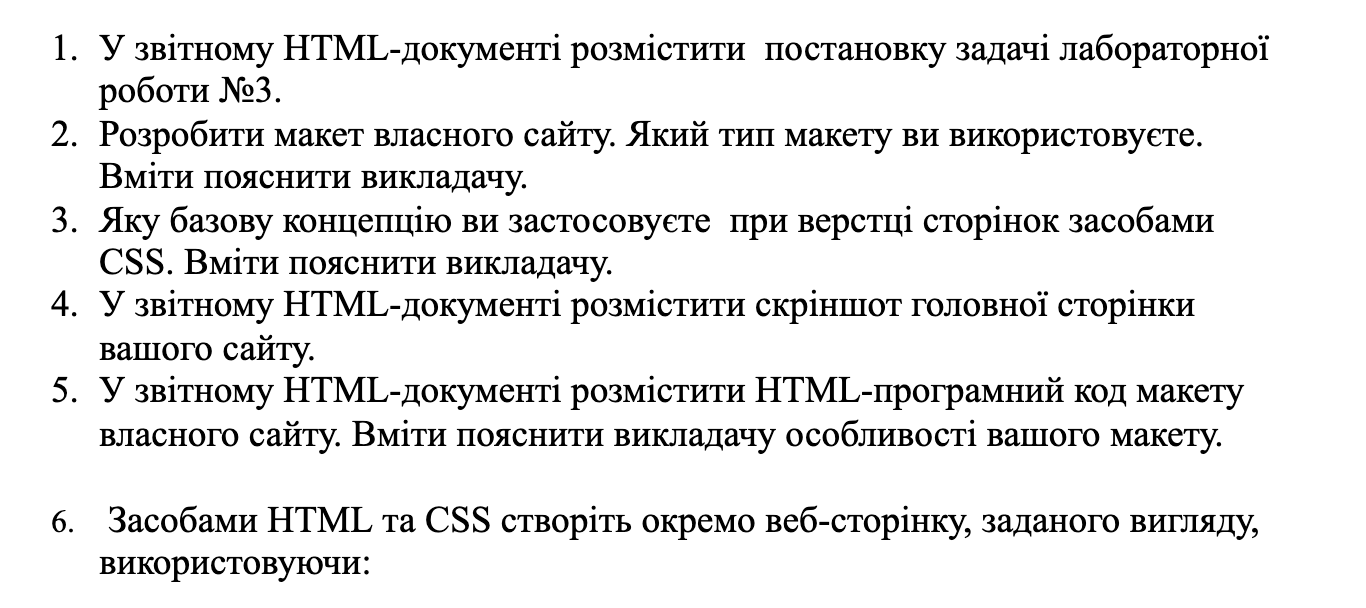 1. У звітному HTML-документі розмістити  постановку задачі лабораторної
роботи №3.
2. Розробити макет власного сайту. Який тип макету ви використовуєте.
Вміти пояснити викладачу.
3. Яку базову концепцію ви застосовуєте  при верстці сторінок засобами
CSS. Вміти пояснити викладачу.
4. У звітному HTML-документі розмістити скріншот головної сторінки
вашого сайту.
5. У звітному HTML-документі розмістити HTML-програмний код макету
власного сайту. Вміти пояснити викладачу особливості вашого макету.
6. Засобами HTML та CSS створіть окремо веб-сторінку, заданого вигляду,
використовуючи: